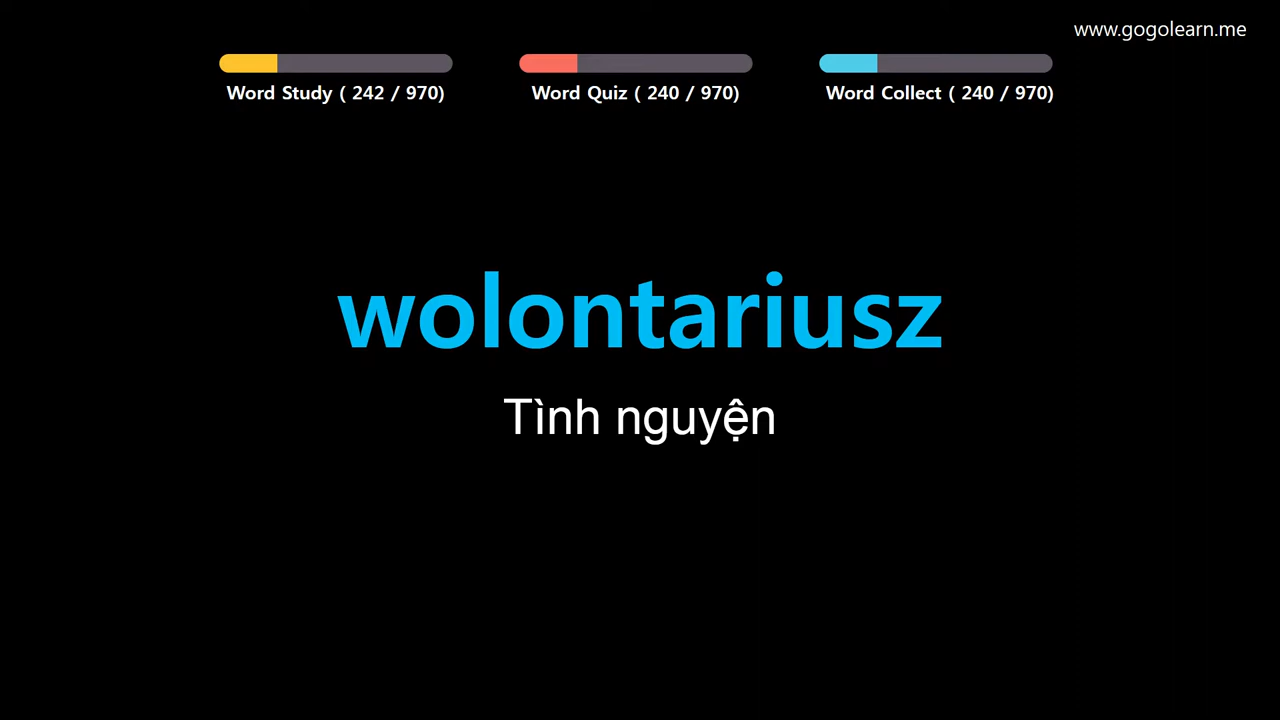 www.gogolearn.me
Word Study ( 242 / 970)
Word Quiz ( 240 / 970)
Word Collect ( 240 / 970)
wolontariusz
Tình nguyện